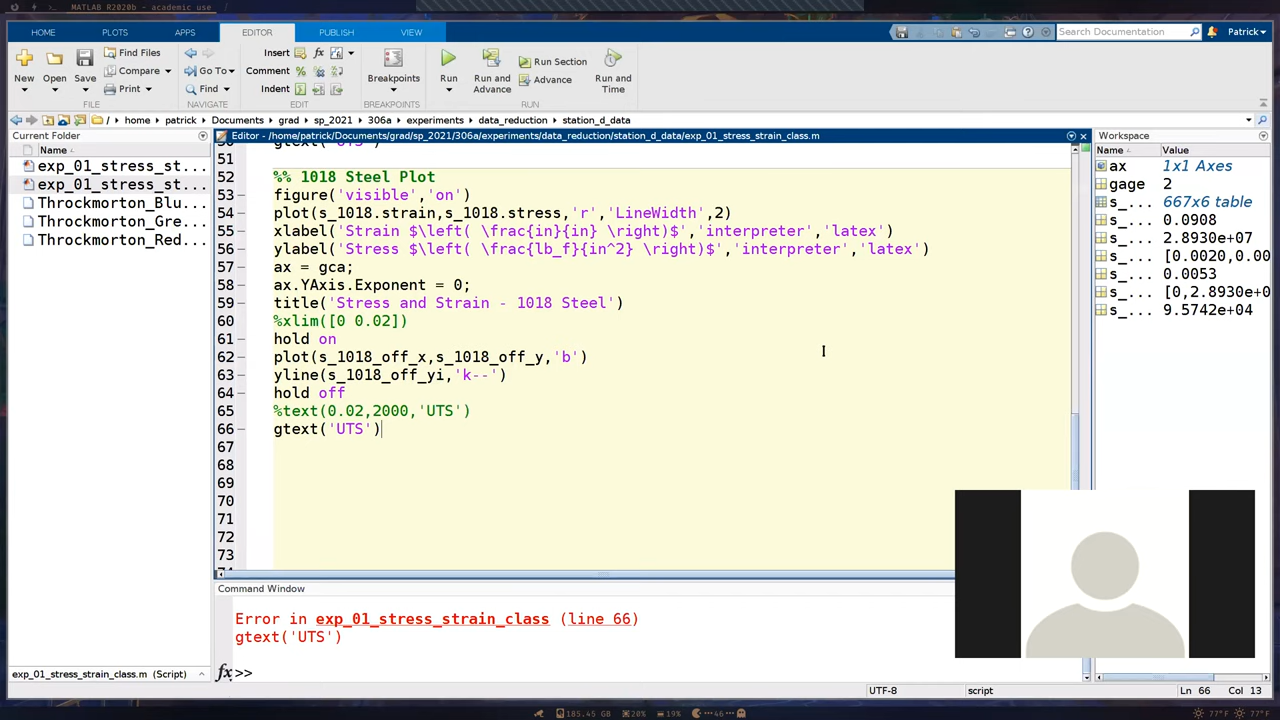 MATLAB R2020b - academic use
HOME PLOTS APPS EDITOR PUBLISH VIEW
Search Documentation
Patrick
New Open Save
Find Files
Compare
Print
Go To
Find
Insert fx
Comment % % %
Indent
Breakpoints
Run
Run and Advance
Run Section
Advance
Run and Time
FILE NAVIGATE EDIT BREAKPOINTS RUN
/ home patrick Documents grad sp_2021 306a experiments data_reduction station_d_data
Current Folder
Name
exp_01_stress_st...
exp_01_stress_st...
Throckmorton_Blu...
Throckmorton_Gre...
Throckmorton_Red...
exp_01_stress_strain_class.m (Script)
Editor - /home/patrick/Documents/grad/sp_2021/306a/experiments/data_reduction/station_d_data/exp_01_stress_strain_class.m
50 gtext('UTS')
51
52 %% 1018 Steel Plot
53 figure('visible','on')
54 plot(s_1018.strain,s_1018.stress,'r','LineWidth',2)
55 xlabel('Strain $\left( \frac{in}{in} \right)$','interpreter','latex')
56 ylabel('Stress $\left( \frac{lb_f}{in^2} \right)$','interpreter','latex')
57 ax = gca;
58 ax.YAxis.Exponent = 0;
59 title('Stress and Strain - 1018 Steel')
60 %xlim([0 0.02])
61 hold on
62 plot(s_1018_off_x,s_1018_off_y,'b')
63 yline(s_1018_off_yi,'k--')
64 hold off
65 %text(0.02,2000,'UTS')
66 gtext('UTS')
67
68
69
70
71
72
73
Command Window
Error in exp_01_stress_strain_class (line 66)
gtext('UTS')
fx >>
Workspace
Name Value
ax 1x1 Axes
gage 2
s_... 667x6 table
s_... 0.0908
s_... 2.8930e+07
s_... [0.0020,0.00
s_... 0.0053
s_... [0,2.8930e+0
s_... 9.5742e+04
UTF-8 script Ln 66 Col 13
185.45 GB 20% 19% 46 77°F 77°F